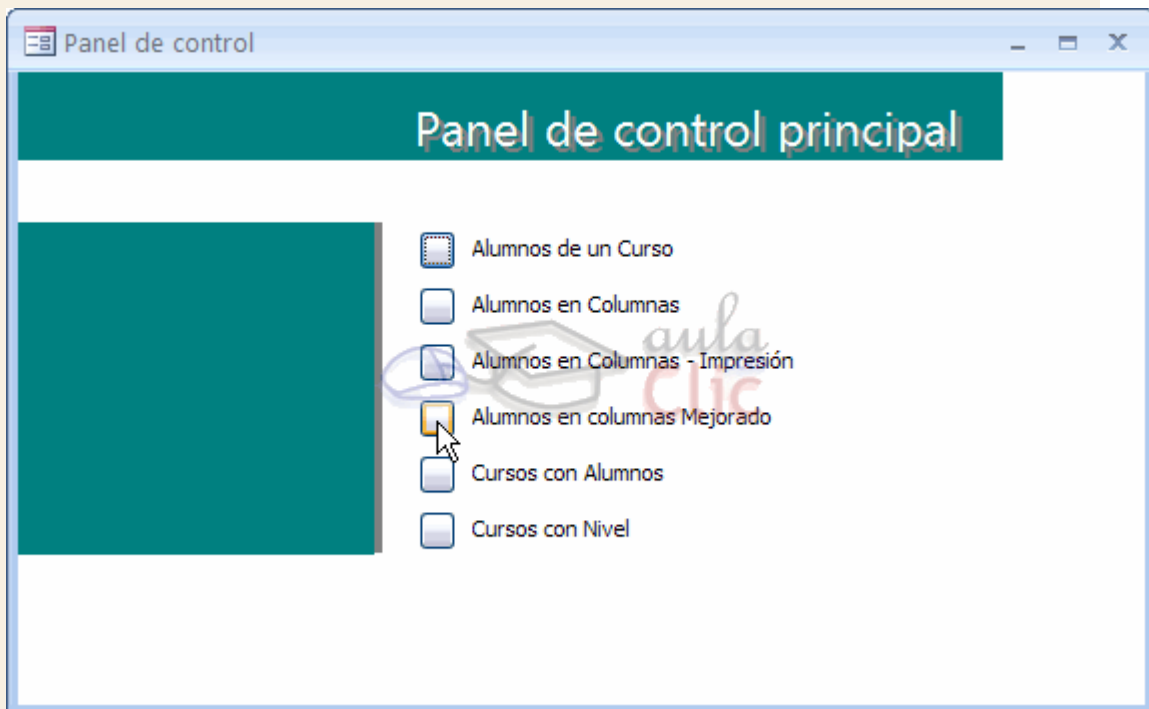 Panel de control
Panel de control principal
Alumnos de un Curso
Alumnos en Columnas
aula
Clic
Alumnos en Columnas - Impresión
Alumnos en columnas Mejorado
Cursos con Alumnos
Cursos con Nivel